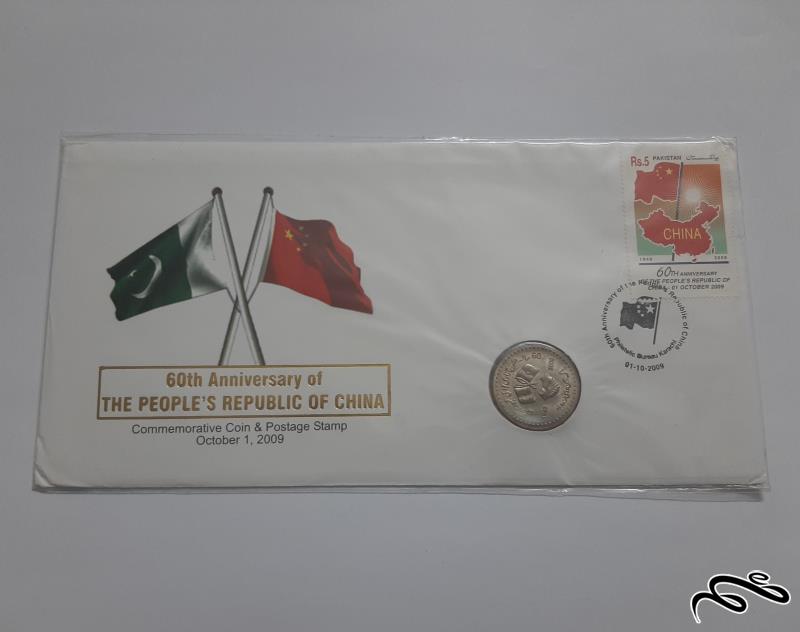 Rs.5 PAKISTAN پاکستان
CHINA
1949 2009
60TH ANNIVERSARY
OF THE PEOPLE'S REPUBLIC OF
CHINA - 01 OCTOBER 2009
60th Anniversary of the People's Republic of China
Philatelic Bureau Karachi
01-10-2009
60th Anniversary of
THE PEOPLE'S REPUBLIC OF CHINA
Commemorative Coin & Postage Stamp
October 1, 2009